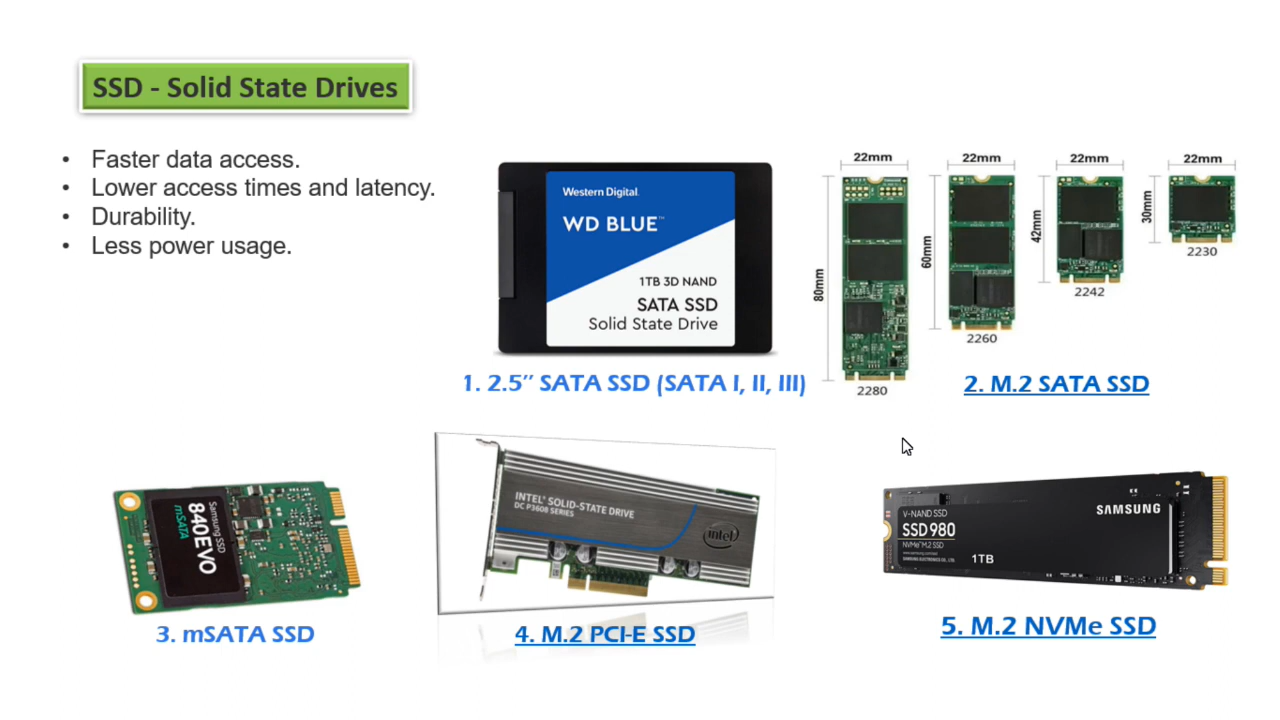 SSD - Solid State Drives
• Faster data access.
• Lower access times and latency.
• Durability.
• Less power usage.
Western Digital
WD BLUE™
1TB 3D NAND
SATA SSD
Solid State Drive
1. 2.5” SATA SSD (SATA I, II, III)
22mm
22mm
22mm
22mm
80mm
60mm
42mm
30mm
2280
2260
2242
2230
2. M.2 SATA SSD
Samsung SSD
840EVO
mSATA
3. mSATA SSD
INTEL® SOLID-STATE DRIVE
DC P3608 SERIES
intel
4. M.2 PCI-E SSD
V-NAND SSD
SSD 980
NVMe™ M.2 SSD
SAMSUNG
1TB
5. M.2 NVMe SSD